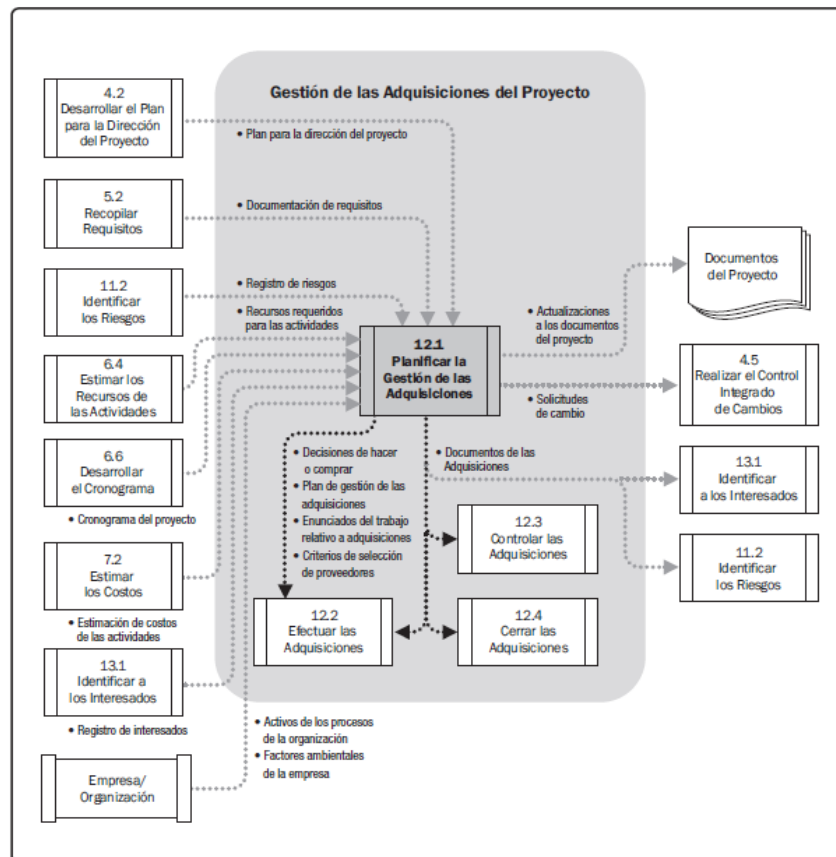 Gestión de las Adquisiciones del Proyecto
4.2
Desarrollar el Plan
para la Dirección
del Proyecto
• Plan para la dirección del proyecto
5.2
Recopilar
Requisitos
• Documentación de requisitos
11.2
Identificar
los Riesgos
• Registro de riesgos
• Recursos requeridos
para las actividades
6.4
Estimar los
Recursos de
las Actividades
6.6
Desarrollar
el Cronograma
• Cronograma del proyecto
7.2
Estimar
los Costos
• Estimación de costos
de las actividades
13.1
Identificar a
los Interesados
• Registro de interesados
Empresa/
Organización
• Activos de los procesos
de la organización
• Factores ambientales
de la empresa
12.1
Planificar la
Gestión de las
Adquisiciones
• Decisiones de hacer
o comprar
• Plan de gestión de las
adquisiciones
• Enunciados del trabajo
relativo a adquisiciones
• Criterios de selección
de proveedores
• Documentos de las
Adquisiciones
12.2
Efectuar las
Adquisiciones
12.3
Controlar las
Adquisiciones
12.4
Cerrar las
Adquisiciones
• Actualizaciones
a los documentos
del proyecto
• Solicitudes
de cambio
Documentos
del Proyecto
4.5
Realizar el Control
Integrado
de Cambios
13.1
Identificar
a los Interesados
11.2
Identificar
los Riesgos